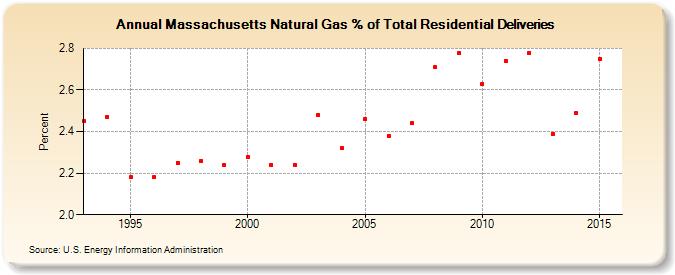 Annual Massachusetts Natural Gas % of Total Residential Deliveries
Percent
2.8
2.6
2.4
2.2
2.0
1995 2000 2005 2010 2015
Source: U.S. Energy Information Administration